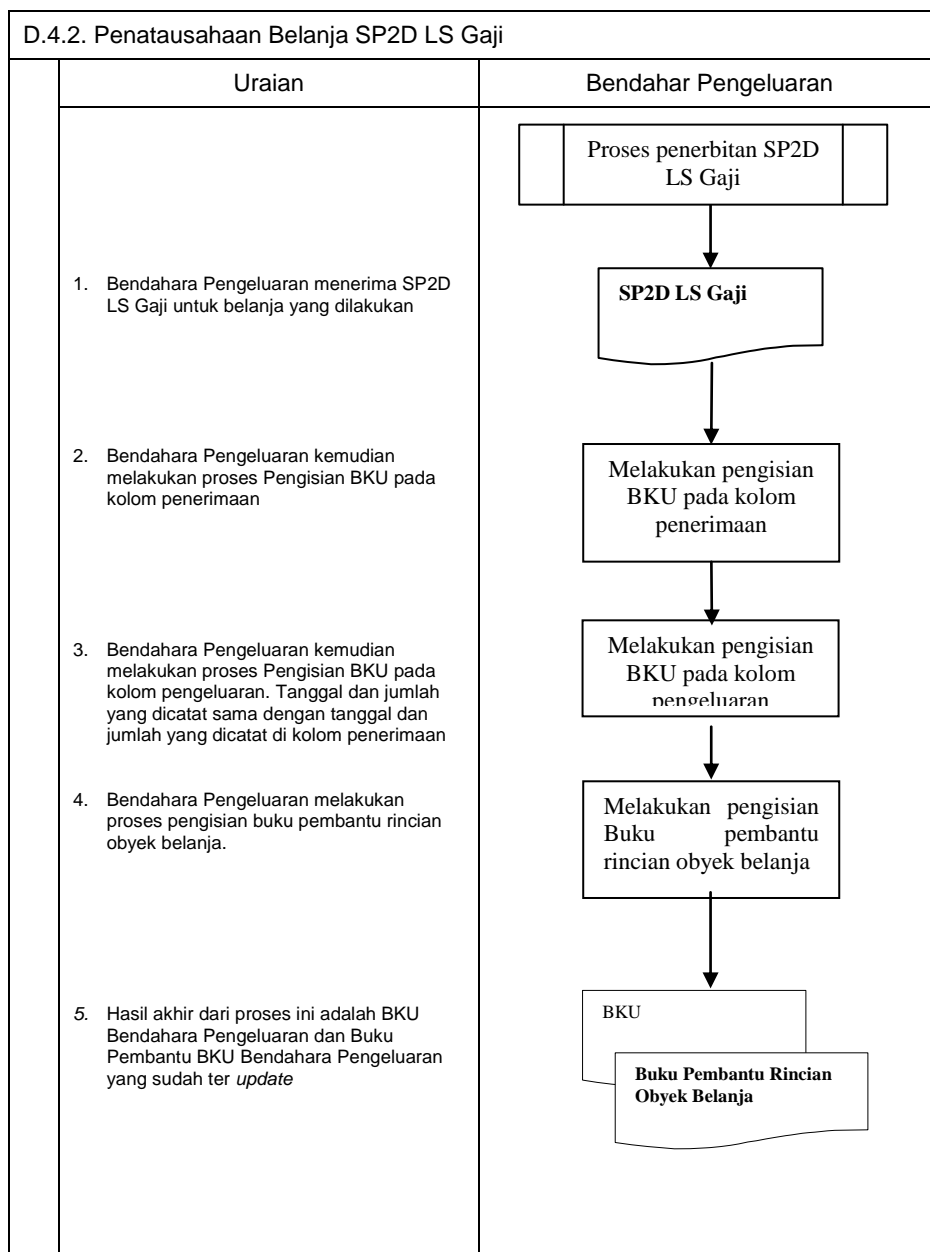 D.4.2. Penatausahaan Belanja SP2D LS Gaji
Uraian
Bendahar Pengeluaran
Proses penerbitan SP2D
LS Gaji
1. Bendahara Pengeluaran menerima SP2D
LS Gaji untuk belanja yang dilakukan
SP2D LS Gaji
2. Bendahara Pengeluaran kemudian
melakukan proses Pengisian BKU pada
kolom penerimaan
Melakukan pengisian
BKU pada kolom
penerimaan
3. Bendahara Pengeluaran kemudian
melakukan proses Pengisian BKU pada
kolom pengeluaran. Tanggal dan jumlah
yang dicatat sama dengan tanggal dan
jumlah yang dicatat di kolom penerimaan
Melakukan pengisian
BKU pada kolom
pengeluaran
4. Bendahara Pengeluaran melakukan
proses pengisian buku pembantu rincian
obyek belanja.
Melakukan pengisian
Buku pembantu
rincian obyek belanja
5. Hasil akhir dari proses ini adalah BKU
Bendahara Pengeluaran dan Buku
Pembantu BKU Bendahara Pengeluaran
yang sudah ter update
BKU
Buku Pembantu Rincian
Obyek Belanja